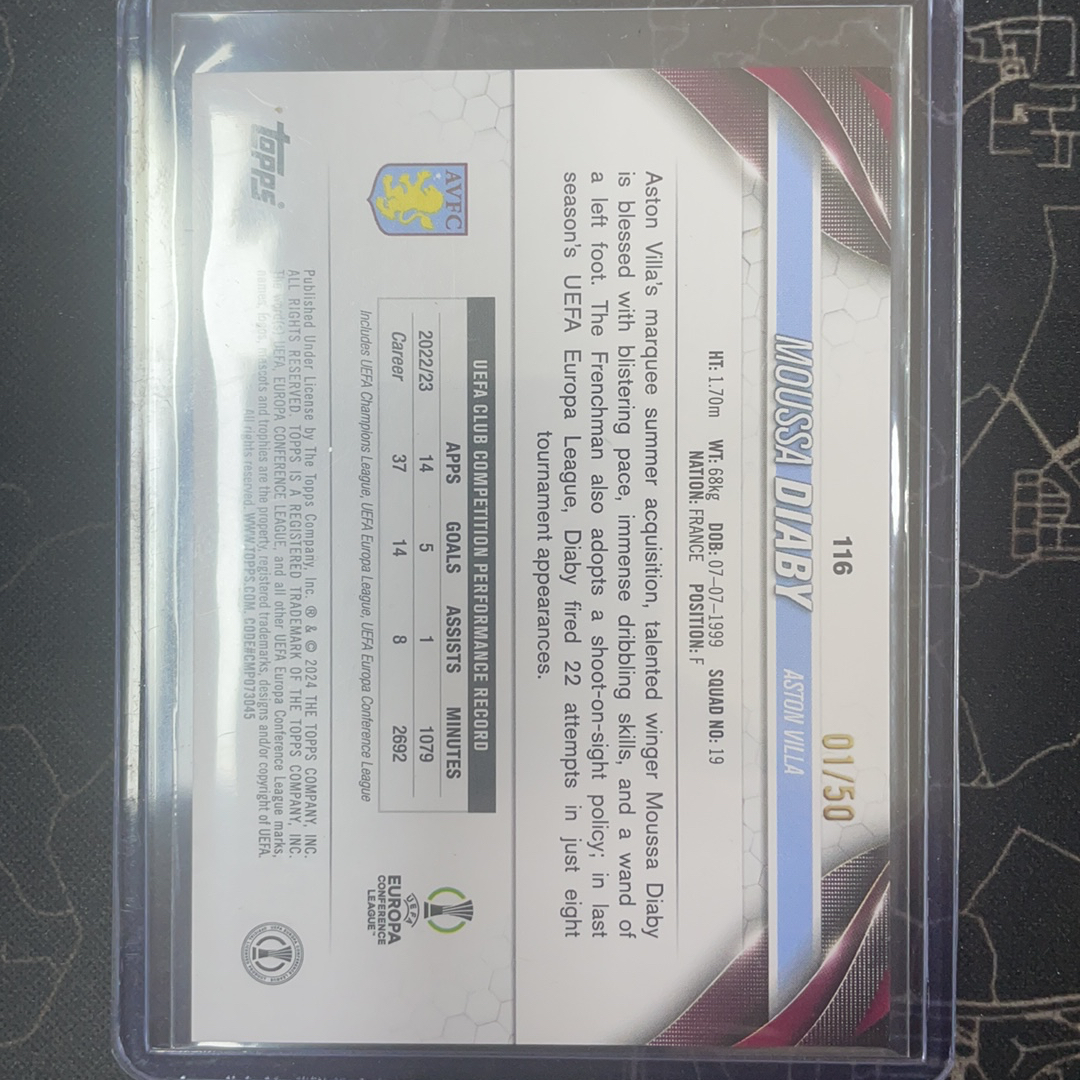 116
01/50
MOUSSA DIABY ASTON VILLA
HT: 1.70m WT: 68kg DOB: 07-07-1999 SQUAD NO: 19
NATION: FRANCE POSITION: F
Aston Villa's marquee summer acquisition, talented winger Moussa Diaby
is blessed with blistering pace, immense dribbling skills, and a wand of
a left foot. The Frenchman also adopts a shoot-on-sight policy; in last
season's UEFA Europa League, Diaby fired 22 attempts in just eight
tournament appearances.
UEFA CLUB COMPETITION PERFORMANCE RECORD
APPS GOALS ASSISTS MINUTES
2022/23 14 5 1 1079
Career 37 14 8 2692
Includes UEFA Champions League, UEFA Europa League, UEFA Europa Conference League
AVFC
UEFA
EUROPA
CONFERENCE
LEAGUE™
topps®
Published Under License by The Topps Company, Inc. ® & © 2024 THE TOPPS COMPANY, INC.
ALL RIGHTS RESERVED. TOPPS IS A REGISTERED TRADEMARK OF THE TOPPS COMPANY, INC.
The word(s) UEFA, EUROPA CONFERENCE LEAGUE, and all other UEFA Europa Conference League marks,
names, logos, mascots and trophies are the property, registered trademarks, designs and/or copyright of UEFA.
All rights reserved. WWW.TOPPS.COM. CODE#CMP073045